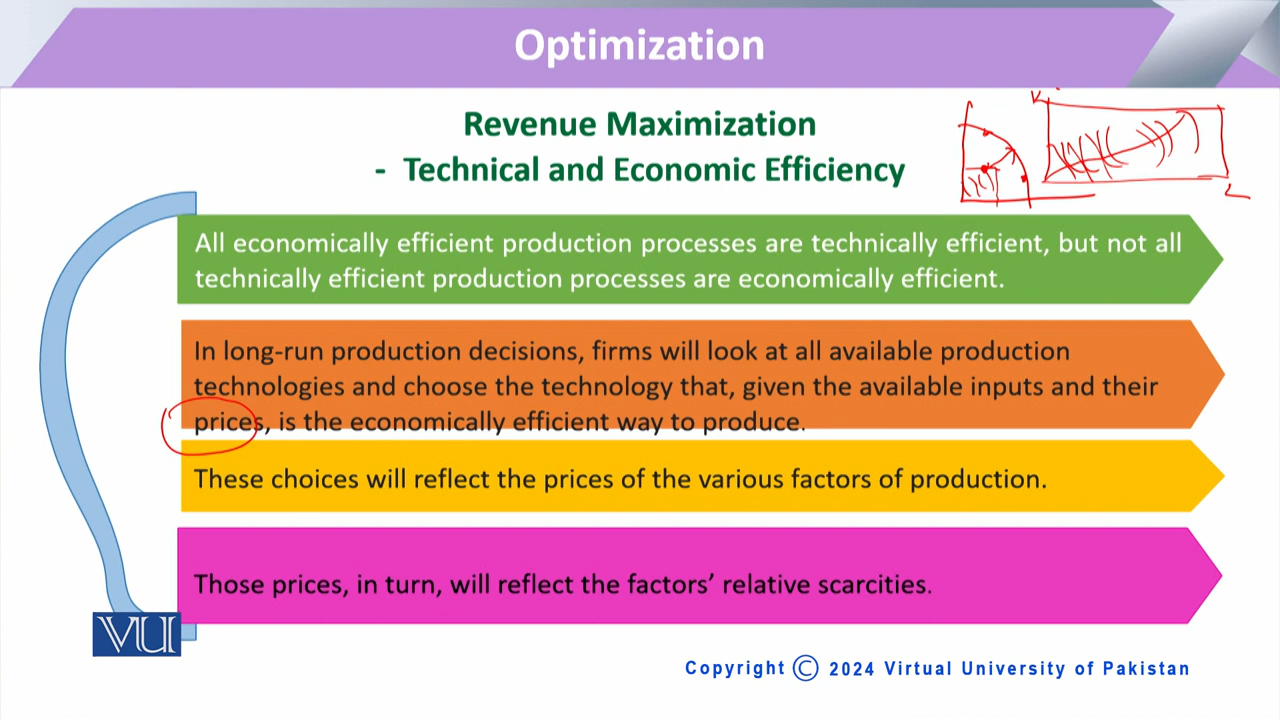 Optimization
Revenue Maximization
- Technical and Economic Efficiency
K
L
All economically efficient production processes are technically efficient, but not all
technically efficient production processes are economically efficient.
In long-run production decisions, firms will look at all available production
technologies and choose the technology that, given the available inputs and their
prices, is the economically efficient way to produce.
These choices will reflect the prices of the various factors of production.
Those prices, in turn, will reflect the factors’ relative scarcities.
VU
Copyright © 2024 Virtual University of Pakistan